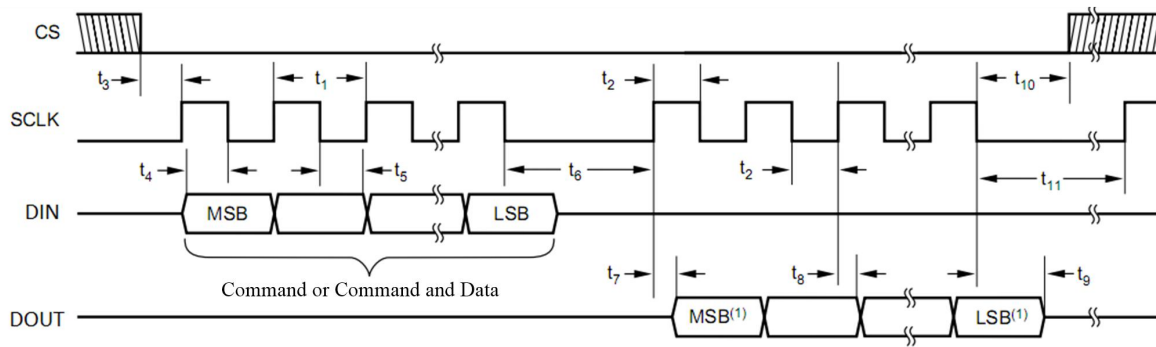 CS
t3
t1
t2
t10
SCLK
t4
t5
t6
t2
t11
DIN
MSB
LSB
Command or Command and Data
t7
t8
t9
DOUT
MSB(1)
LSB(1)